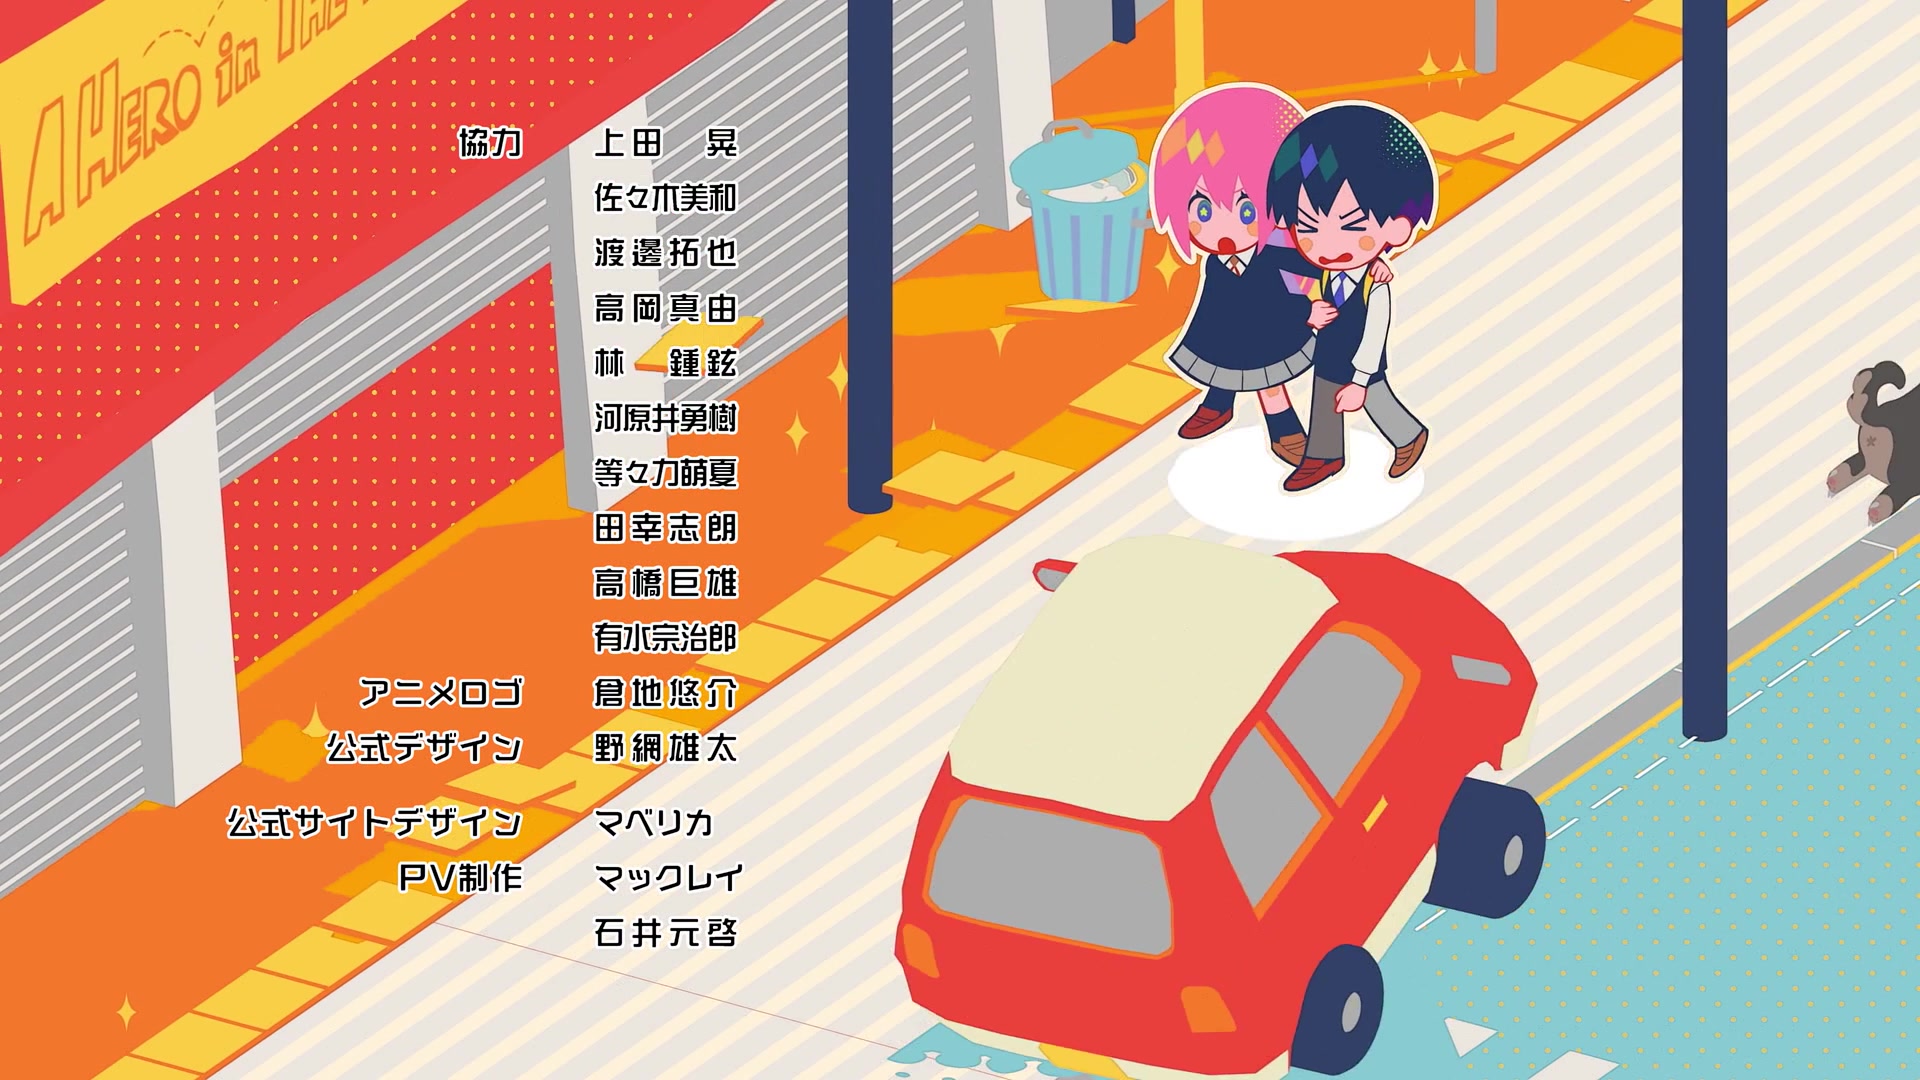 A HERO in THE
協力 上田 晃
佐々木美和
渡邊拓也
高岡真由
林 鍾鉉
河原井勇樹
等々力萌夏
田幸志朗
高橋巨雄
有水宗治郎
アニメロゴ 倉地悠介
公式デザイン 野網雄太
公式サイトデザイン マベリカ
PV制作 マックレイ
石井元啓